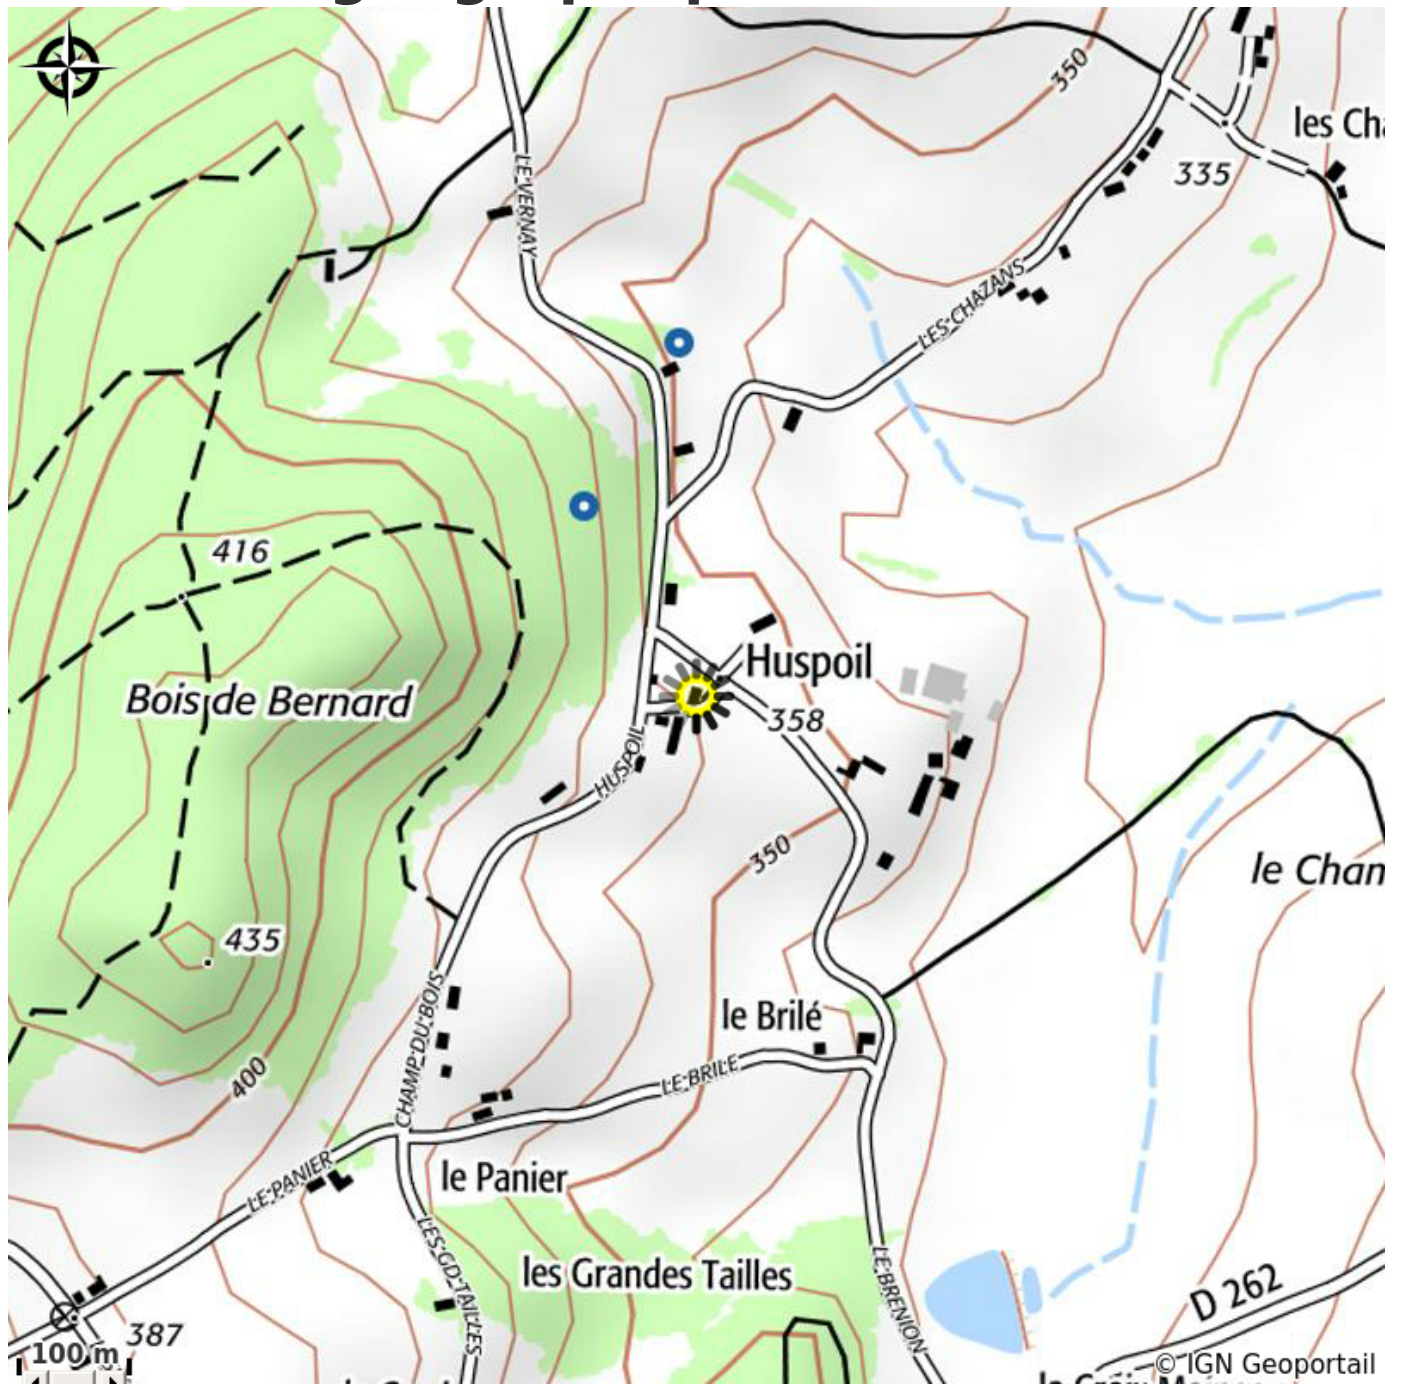 350
les Cha
335
LE VERNAY
LES CHAZANS
416
Huspoil
Bois de Bernard
358
HUSPOIL
350
le Chan
435
CHAMP DU BOIS
le Brilé
400
LE BRILE
le Panier
LE PANIER
LES GD TAILLES
les Grandes Tailles
LE BRENION
D 262
387
100 m
© IGN Geoportail